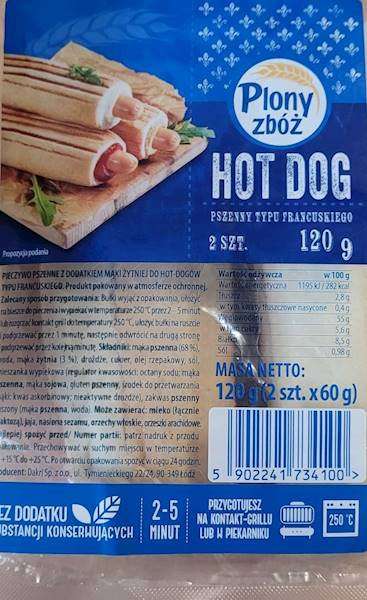 Plony
zbóż
HOT DOG
PSZENNY TYPU FRANCUSKIEGO
2 SZT. 120 g
Propozycja podania
PIECZYWO PSZENNE Z DODATKIEM MĄKI ŻYTNIEJ DO HOT-DOGÓW
TYPU FRANCUSKIEGO. Produkt pakowany w atmosferze ochronnej.
Zalecany sposób przygotowania: Bułki wyjąć z opakowania, ułożyć
na blasze do pieczenia i wypiekać w temperaturze 250 °C przez 2 – 5 minut
lub rozgrzać kontakt grill do temperatury 250 °C, ułożyć bułki na ruszcie
i podgrzewać przez 1 minutę, następnie odwrócić na drugą stronę
i podgrzewać przez kolejną minutę. Składniki: mąka pszenna (68 %),
woda, mąka żytnia (3 %), drożdże, cukier, olej rzepakowy, sól,
mieszanka wypiekowa (regulator kwasowości: octany sodu; mąka
pszenna, mąka sojowa, gluten pszenny, środek do przetwarzania
mąki: kwas askorbinowy; nieaktywne drożdże), zakwas pszenny
suszony (mąka pszenna, woda). Może zawierać: mleko (łącznie
z laktozą), jaja, nasiona sezamu, orzechy włoskie, orzeszki arachidowe.
Najlepiej spożyć przed/ Numer partii: patrz nadruk z przodu
opakowania. Przechowywać w suchym miejscu w temperaturze
+15 °C do +25 °C. Po otwarciu opakowania spożyć w ciągu 24 godzin.
Producent: Dakri Sp. z o.o., ul. Tymienieckiego 22/24, 90-349 Łódź
Wartość odżywcza w 100 g
Wartość energetyczna 1195 kJ / 282 kcal
Tłuszcz 2,8 g
w tym kwasy tłuszczowe nasycone 0,4 g
Węglowodany 55 g
w tym cukry 5,6 g
Białko 8,5 g
Sól 0,98 g
MASA NETTO:
120 g (2 szt. x 60 g)
5 902241 734100 >
BEZ DODATKU
SUBSTANCJI KONSERWUJĄCYCH
2-5
MINUT
PRZYGOTUJESZ
NA KONTAKT-GRILLU
LUB W PIEKARNIKU
250 °C